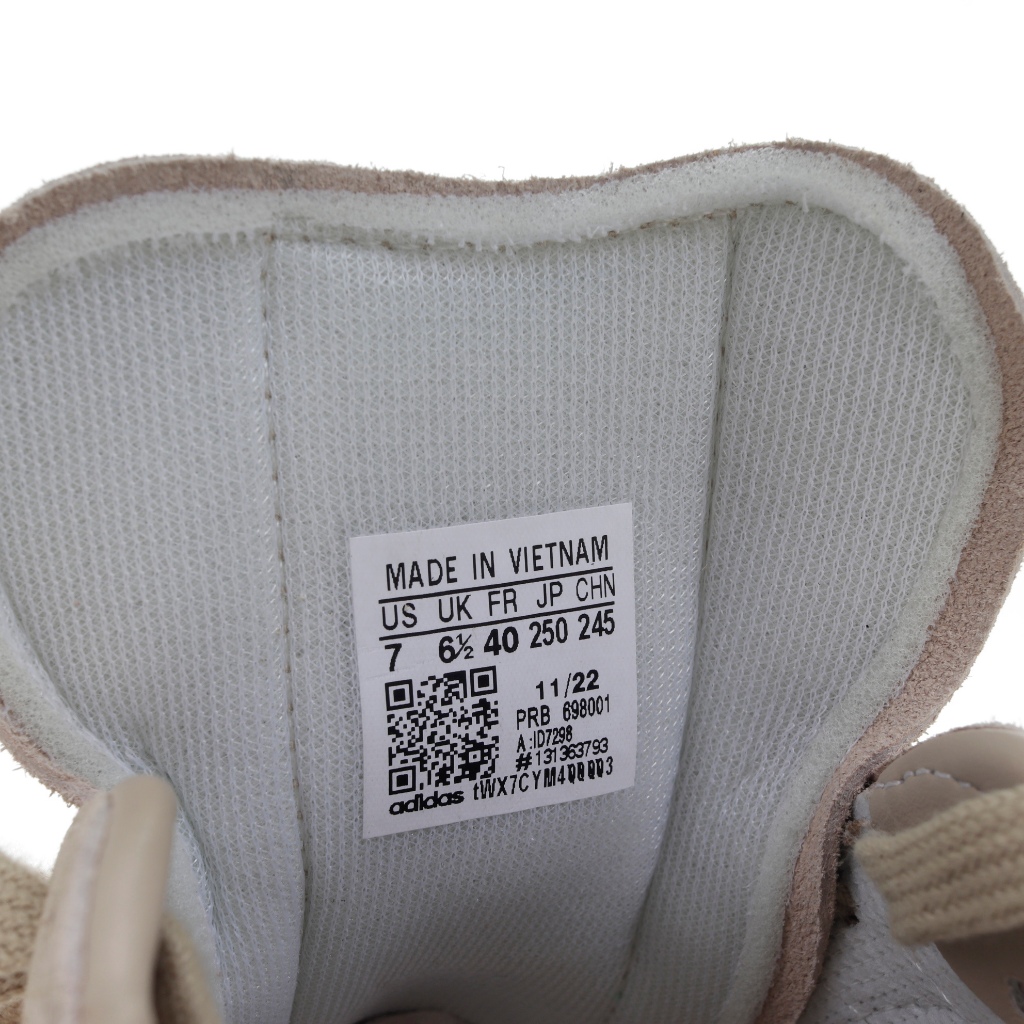 MADE IN VIETNAM
US UK FR JP CHN
7 6½ 40 250 245
11/22
PRB 698001
A:ID7298
#131363793
adidas